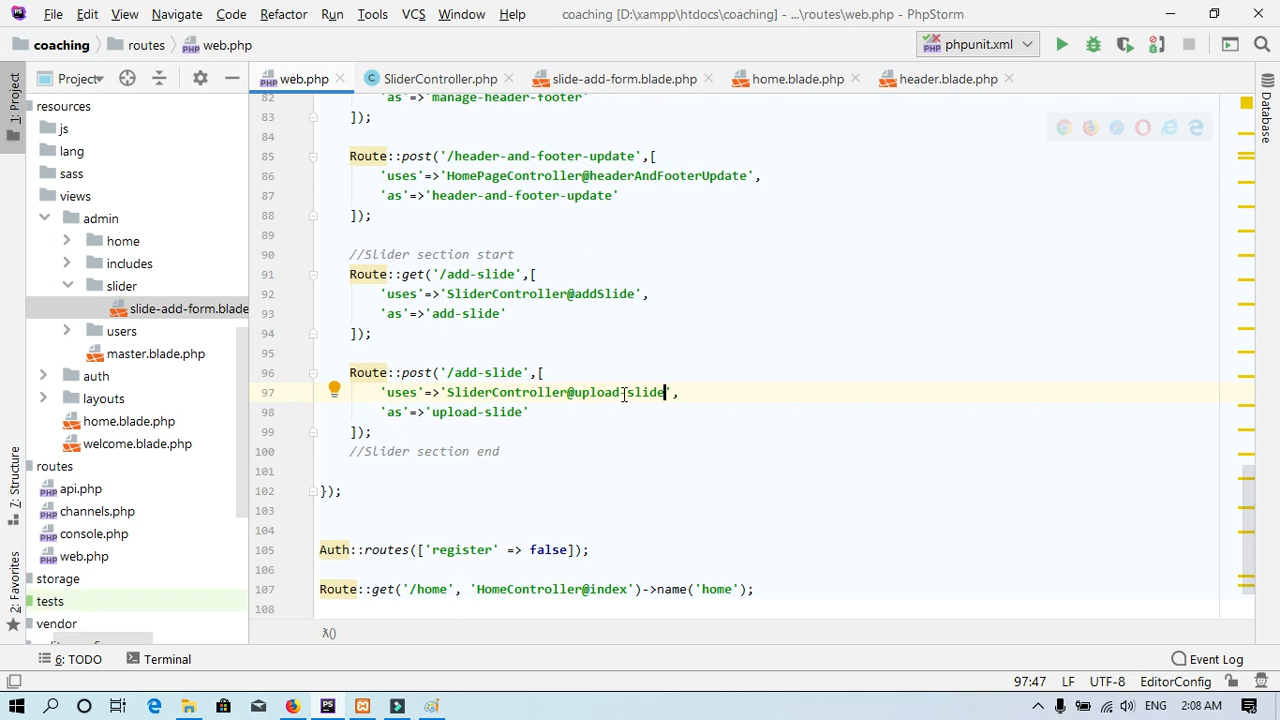 File Edit View Navigate Code Refactor Run Tools VCS Window Help coaching [D:\xampp\htdocs\coaching] - ...\routes\web.php - PhpStorm
coaching routes web.php phpunit.xml
Project web.php SliderController.php slide-add-form.blade.php home.blade.php header.blade.php
1: Project
7: Structure
2: Favorites
Database
resources
js
lang
sass
views
admin
home
includes
slider
slide-add-form.blade
users
master.blade.php
auth
layouts
home.blade.php
welcome.blade.php
routes
api.php
channels.php
console.php
web.php
storage
tests
vendor
82 'as'=>'manage-header-footer'
83 ]);
84
85 Route::post('/header-and-footer-update',[
86 'uses'=>'HomePageController@headerAndFooterUpdate',
87 'as'=>'header-and-footer-update'
88 ]);
89
90 //Slider section start
91 Route::get('/add-slide',[
92 'uses'=>'SliderController@addSlide',
93 'as'=>'add-slide'
94 ]);
95
96 Route::post('/add-slide',[
97 'uses'=>'SliderController@upload-slide',
98 'as'=>'upload-slide'
99 ]);
100 //Slider section end
101
102 });
103
104
105 Auth::routes(['register' => false]);
106
107 Route::get('/home', 'HomeController@index')->name('home');
108
λ()
6: TODO Terminal Event Log
97:47 LF UTF-8 EditorConfig
ENG 2:08 AM